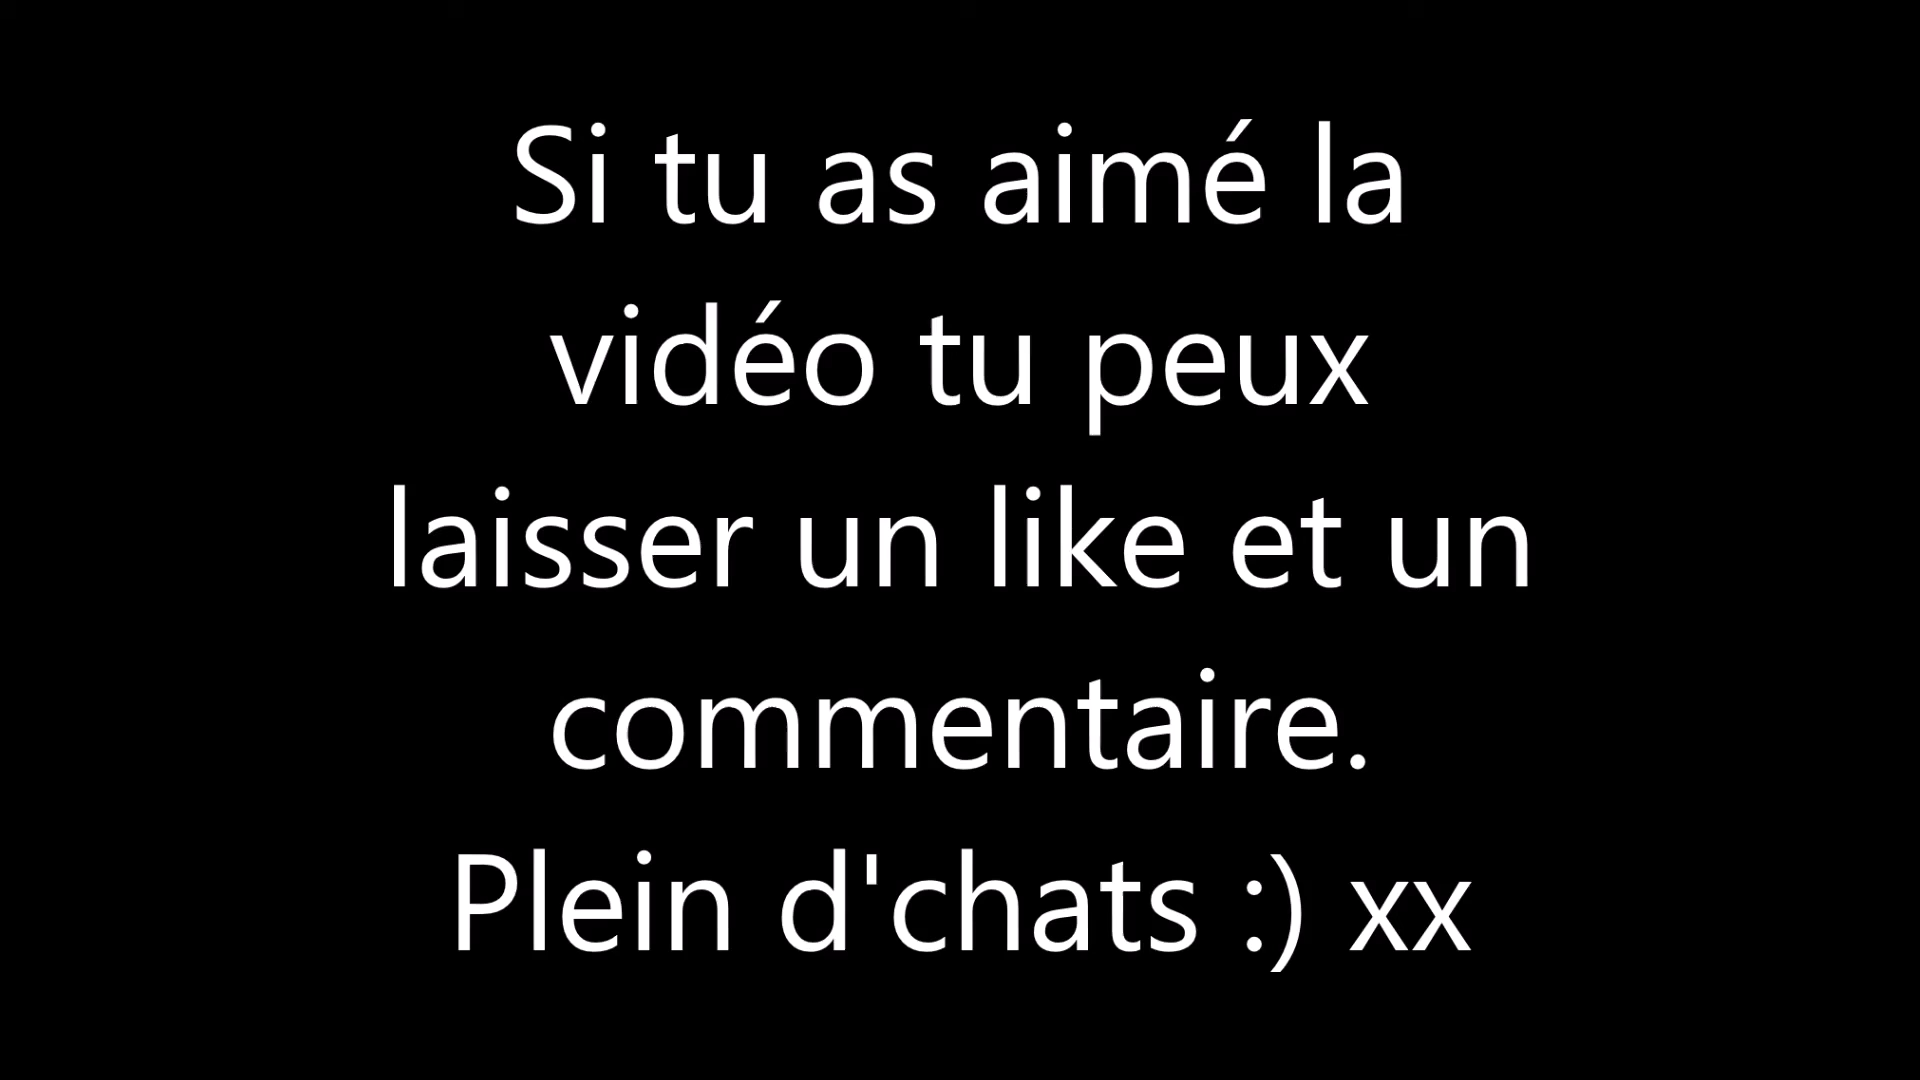 Si tu as aimé la
vidéo tu peux
laisser un like et un
commentaire.
Plein d'chats :) xx